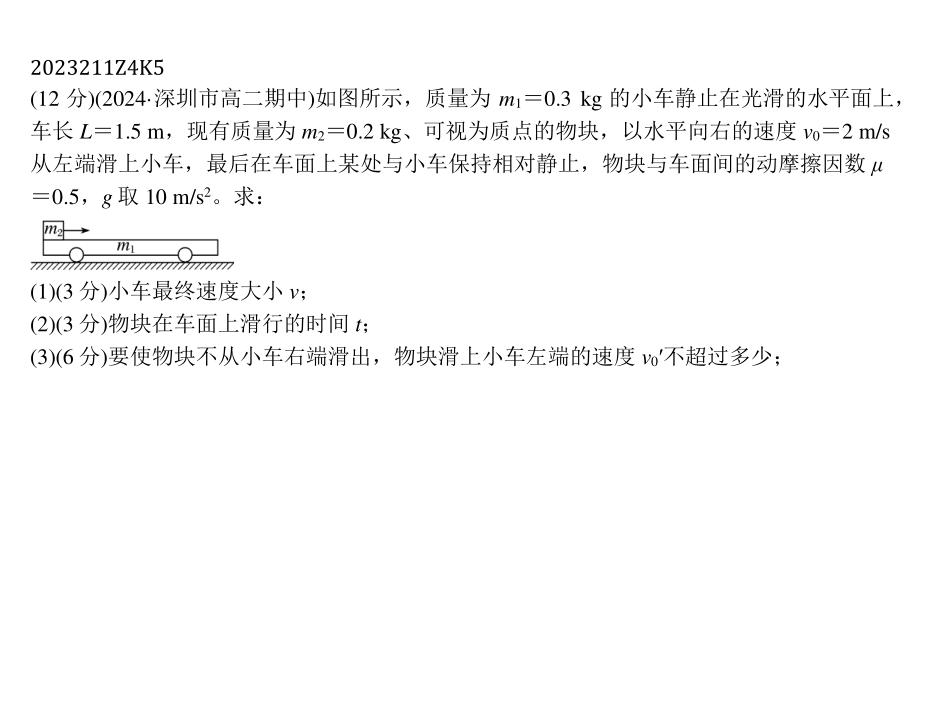 2023211Z4K5
(12 分)(2024·深圳市高二期中)如图所示，质量为 m₁＝0.3 kg 的小车静止在光滑的水平面上，
车长 L＝1.5 m，现有质量为 m₂＝0.2 kg、可视为质点的物块，以水平向右的速度 v₀＝2 m/s
从左端滑上小车，最后在车面上某处与小车保持相对静止，物块与车面间的动摩擦因数 μ
＝0.5，g 取 10 m/s²。求：
m₂
m₁
(1)(3 分)小车最终速度大小 v；
(2)(3 分)物块在车面上滑行的时间 t；
(3)(6 分)要使物块不从小车右端滑出，物块滑上小车左端的速度 v₀′不超过多少；